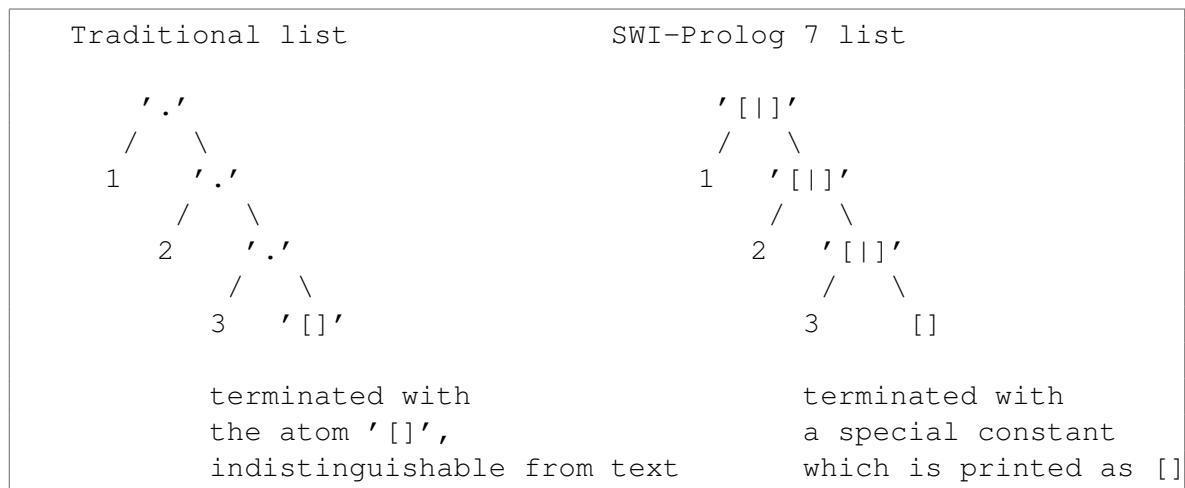 Traditional list SWI-Prolog 7 list
'.' '[|]'
/ \ / \
1 '.' 1 '[|]'
/ \ / \
2 '.' 2 '[|]'
/ \ / \
3 '[]' 3 []
terminated with terminated with
the atom '[]', a special constant
indistinguishable from text which is printed as []